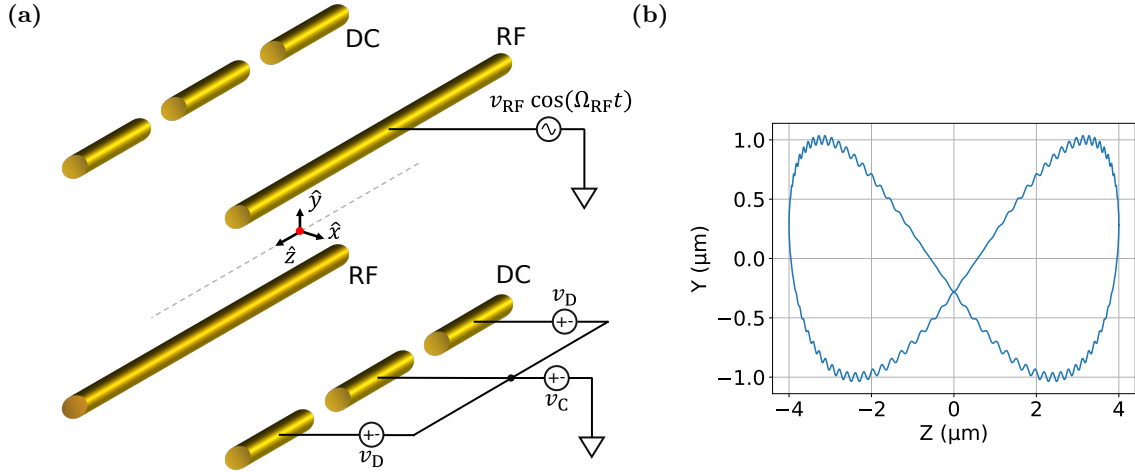 (a)
DC
RF
v_RF cos(Ω_RF t)
ŷ
x̂
ẑ
RF
DC
v_D
v_C
v_D
(b)
1.0
0.5
0.0
−0.5
−1.0
Y (µm)
−4 −2 0 2 4
Z (µm)